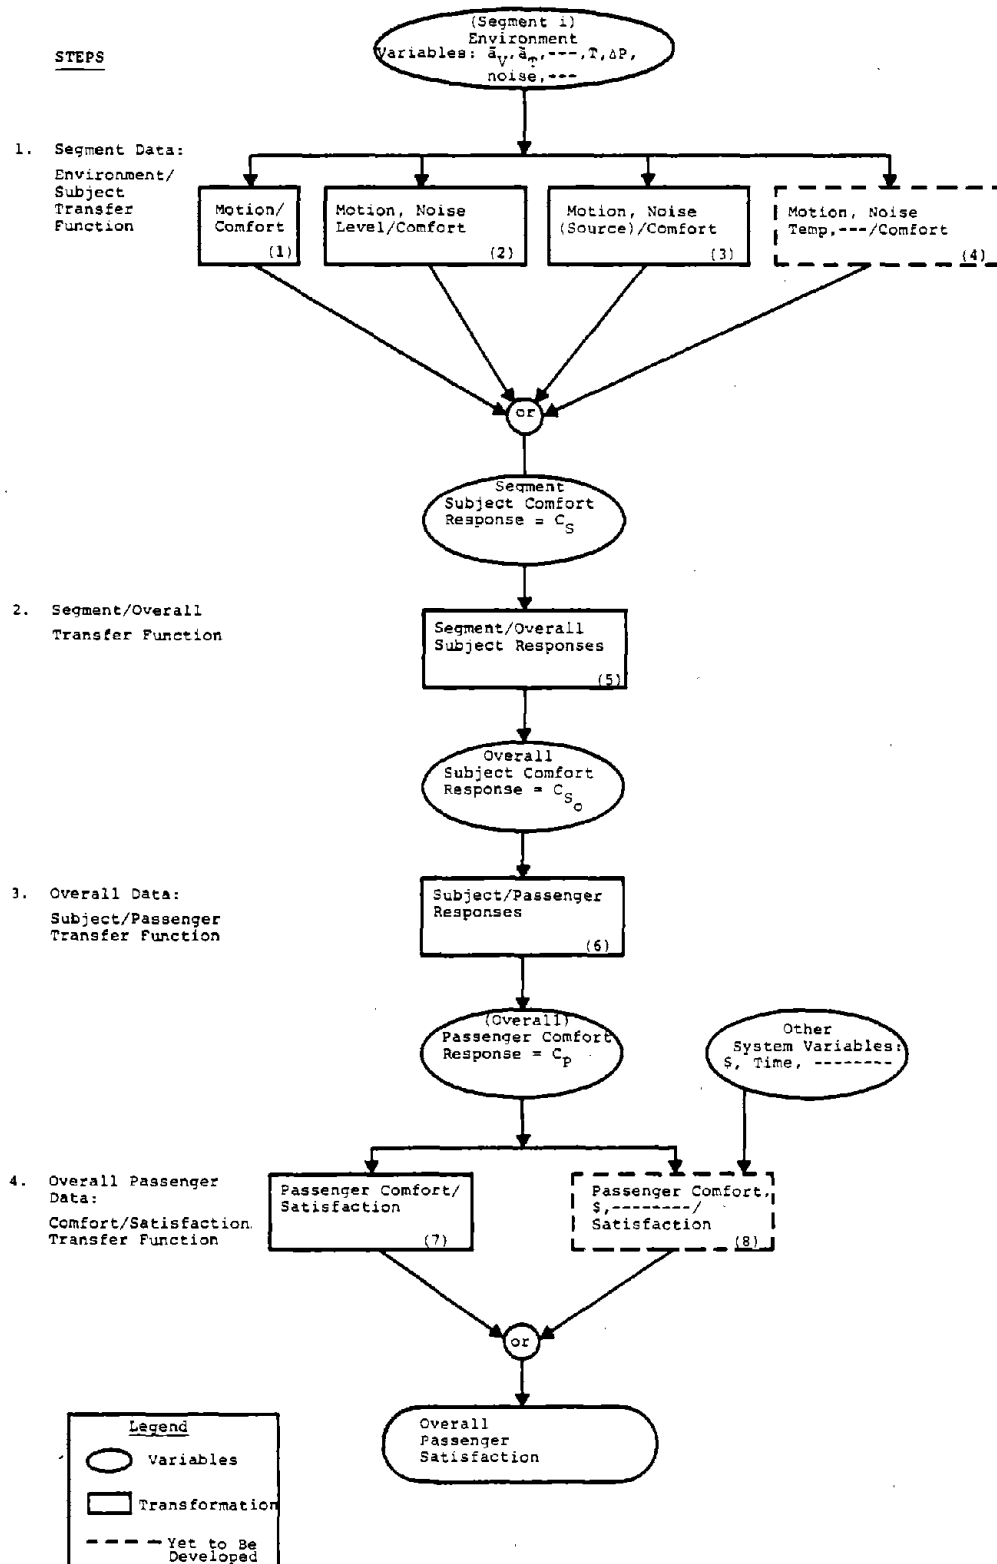 STEPS
(Segment i)
Environment
Variables: ā_V, ā_T, ---, T, ΔP,
noise, ---
1. Segment Data:
Environment/
Subject
Transfer
Function
Motion/
Comfort
(1)
Motion, Noise
Level/Comfort
(2)
Motion, Noise
(Source)/Comfort
(3)
Motion, Noise
Temp,---/Comfort
(4)
or
Segment
Subject Comfort
Response = C_S
2. Segment/Overall
Transfer Function
Segment/Overall
Subject Responses
(5)
Overall
Subject Comfort
Response = C_S_O
3. Overall Data:
Subject/Passenger
Transfer Function
Subject/Passenger
Responses
(6)
(Overall)
Passenger Comfort
Response = C_P
Other
System Variables:
$, Time, --------
4. Overall Passenger
Data:
Comfort/Satisfaction
Transfer Function
Passenger Comfort/
Satisfaction
(7)
Passenger Comfort,
$,--------/
Satisfaction
(8)
or
Overall
Passenger
Satisfaction
Legend
Variables
Transformation
Yet to Be
Developed